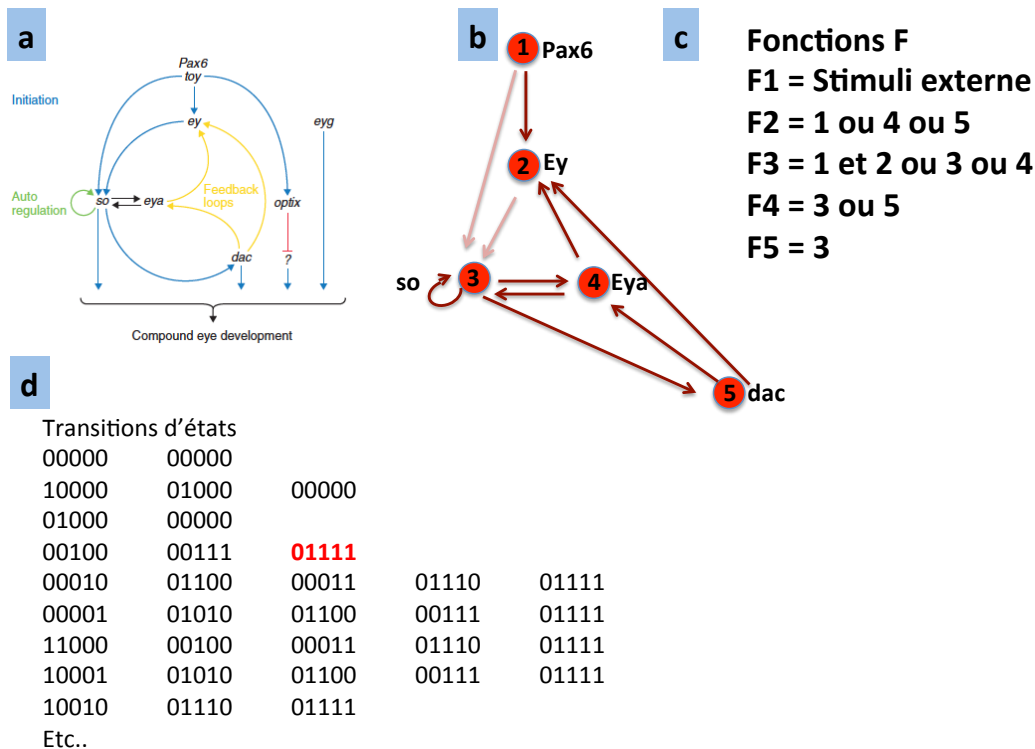 a
Pax6
toy
Initiation
ey
eyg
Auto
regulation
so
eya
Feedback
loops
optix
dac
?
Compound eye development
b
1 Pax6
2 Ey
so
3
4 Eya
5 dac
c
Fonctions F
F1 = Stimuli externe
F2 = 1 ou 4 ou 5
F3 = 1 et 2 ou 3 ou 4
F4 = 3 ou 5
F5 = 3
d
Transitions d'états
00000 00000
10000 01000 00000
01000 00000
00100 00111 01111
00010 01100 00011 01110 01111
00001 01010 01100 00111 01111
11000 00100 00011 01110 01111
10001 01010 01100 00111 01111
10010 01110 01111
Etc..